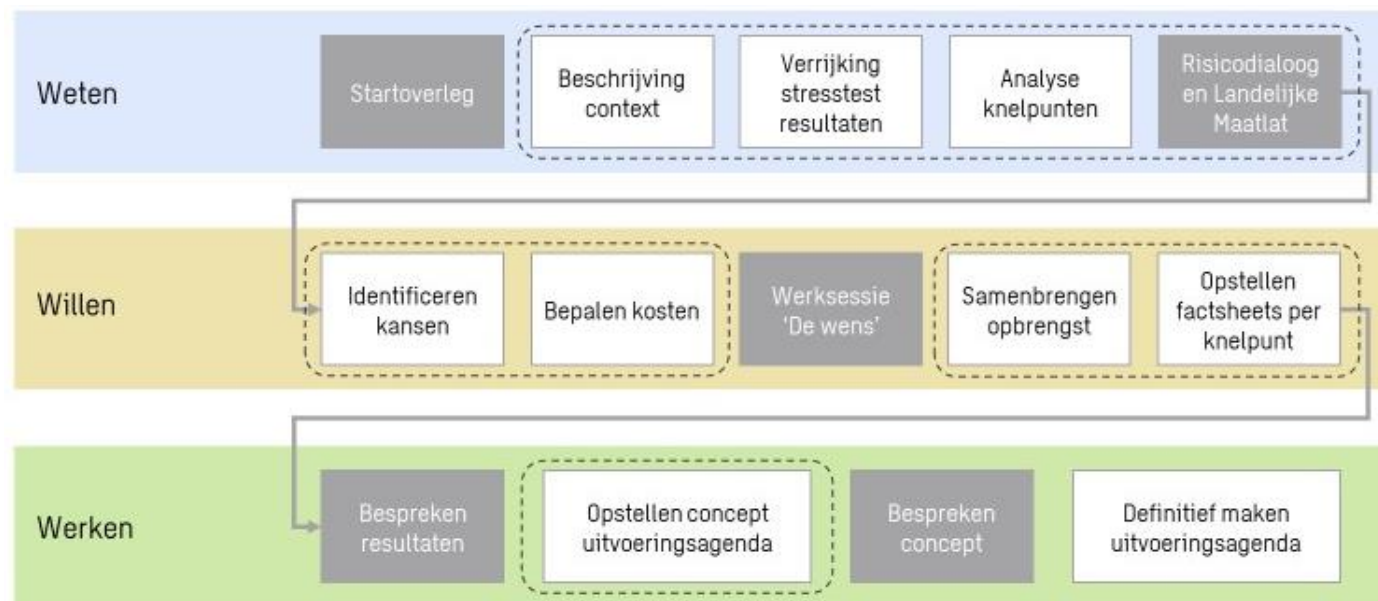 Weten
Startoverleg
Beschrijving
context
Verrijking
stresstest
resultaten
Analyse
knelpunten
Risicodialoog
en Landelijke
Maatlat
Willen
Identificeren
kansen
Bepalen kosten
Werksessie
'De wens'
Samenbrengen
opbrengst
Opstellen
factsheets per
knelpunt
Werken
Bespreken
resultaten
Opstellen concept
uitvoeringsagenda
Bespreken
concept
Definitief maken
uitvoeringsagenda